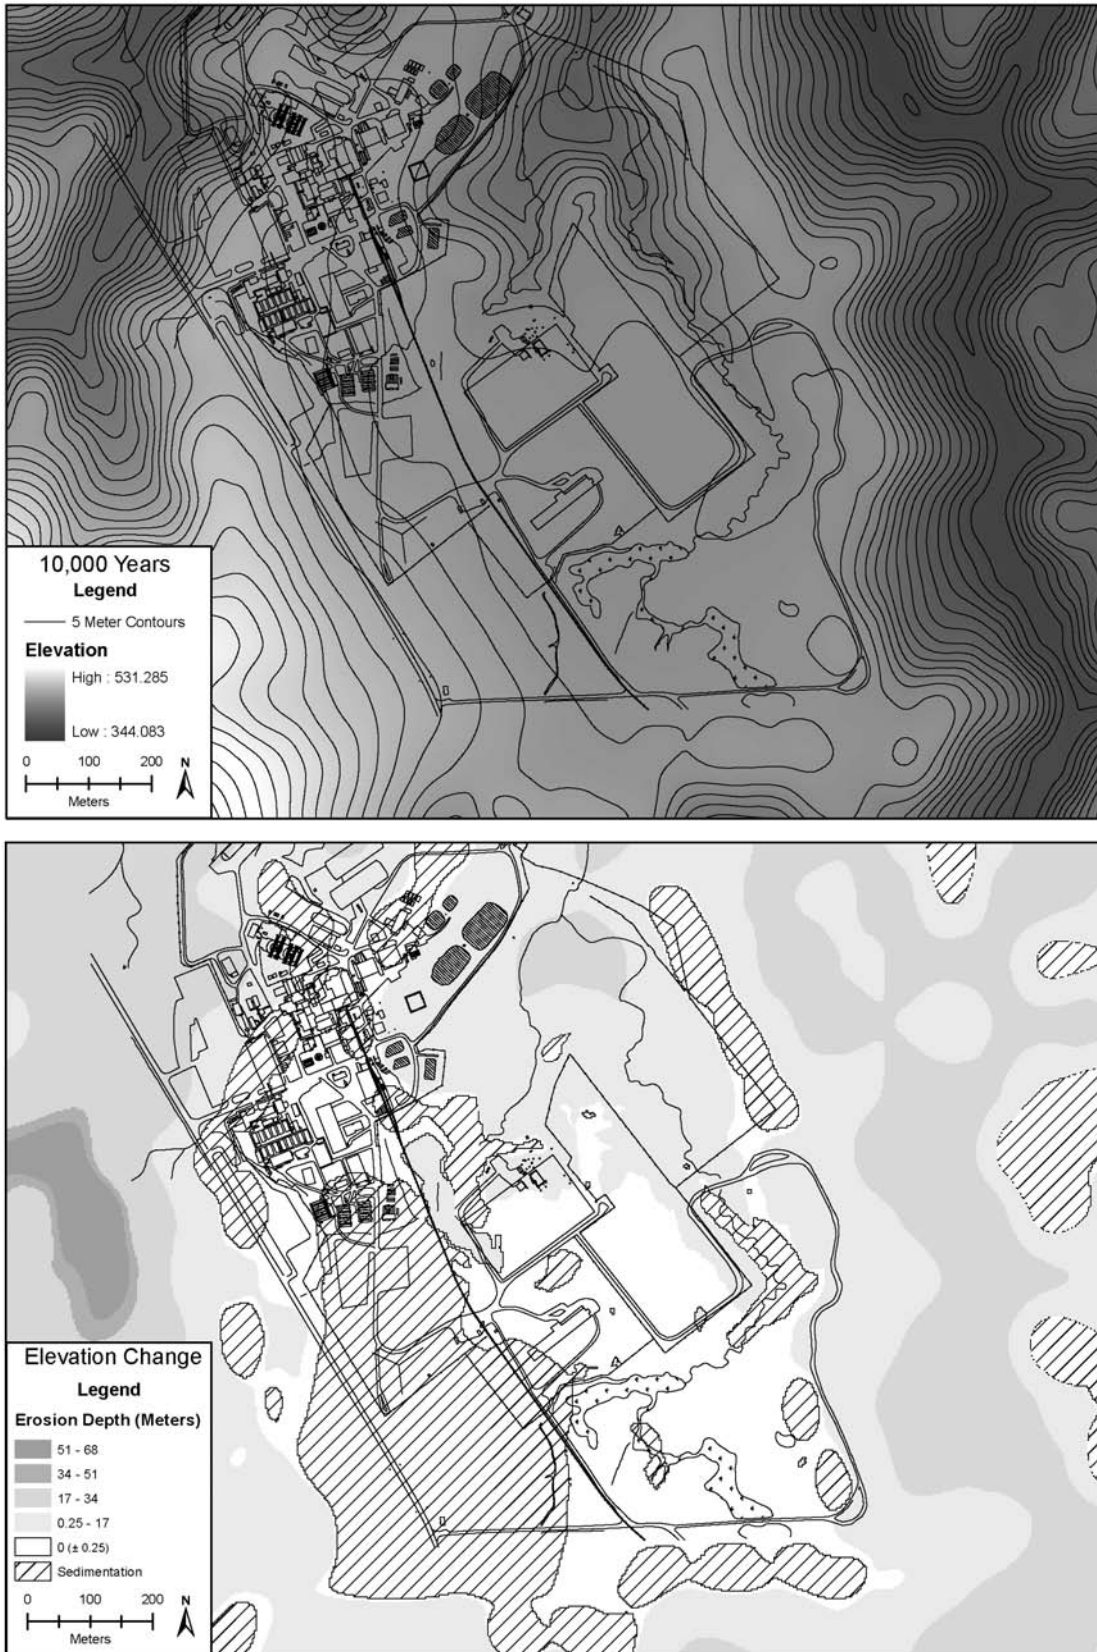 10,000 Years
Legend
5 Meter Contours
Elevation
High : 531.285
Low : 344.083
0 100 200
Meters
N
Elevation Change
Legend
Erosion Depth (Meters)
51 - 68
34 - 51
17 - 34
0.25 - 17
0 (± 0.25)
Sedimentation
0 100 200
Meters
N